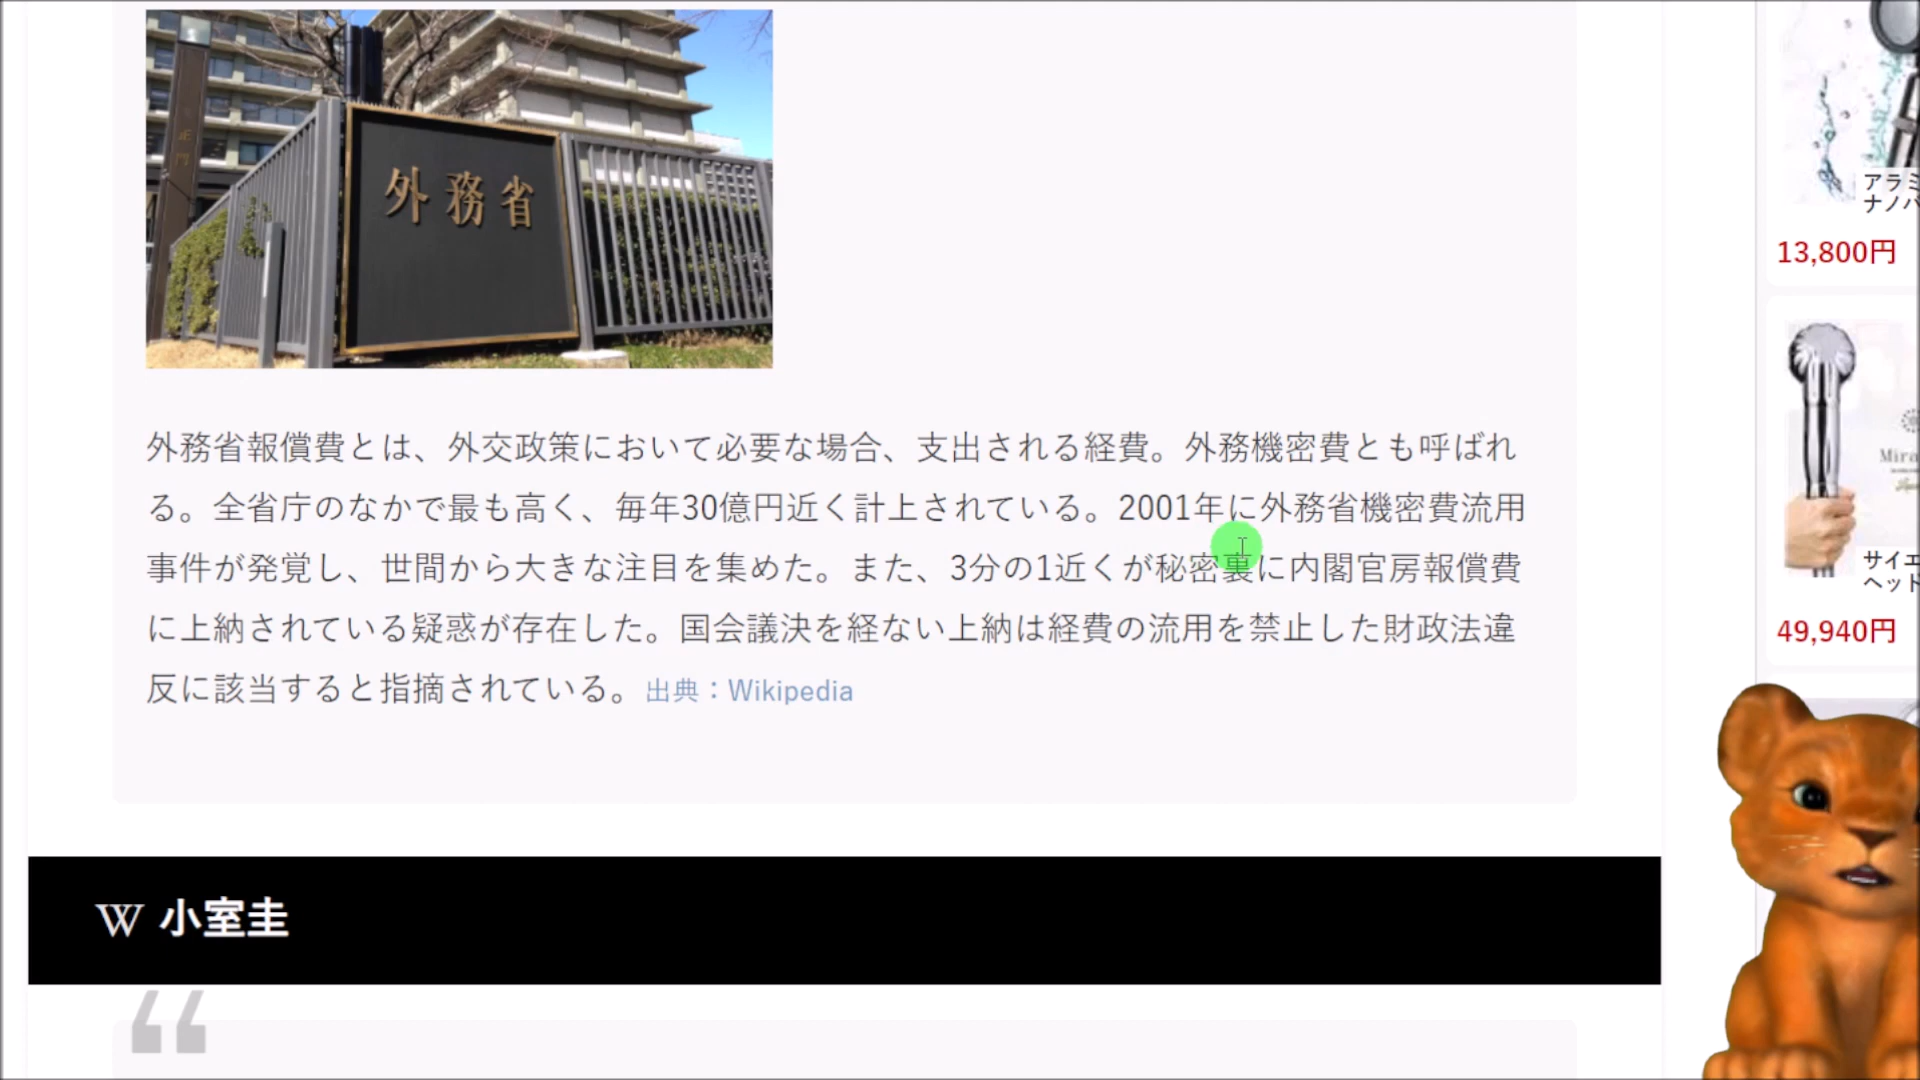 正門
外務省
外務省報償費とは、外交政策において必要な場合、支出される経費。外務機密費とも呼ばれ
る。全省庁のなかで最も高く、毎年30億円近く計上されている。2001年に外務省機密費流用
事件が発覚し、世間から大きな注目を集めた。また、3分の1近くが秘密裏に内閣官房報償費
に上納されている疑惑が存在した。国会議決を経ない上納は経費の流用を禁止した財政法違
反に該当すると指摘されている。出典：Wikipedia
W 小室圭
“
アラミ
ナノバ
13,800円
Mira
サイエ
ヘッド
49,940円